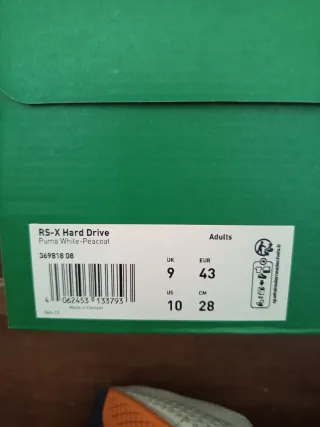 RS-X Hard Drive
Puma White-Peacoat
Adults
369818 08
UK EUR
9 43
US CM
10 28
4 062453 133793
Made in Vietnam